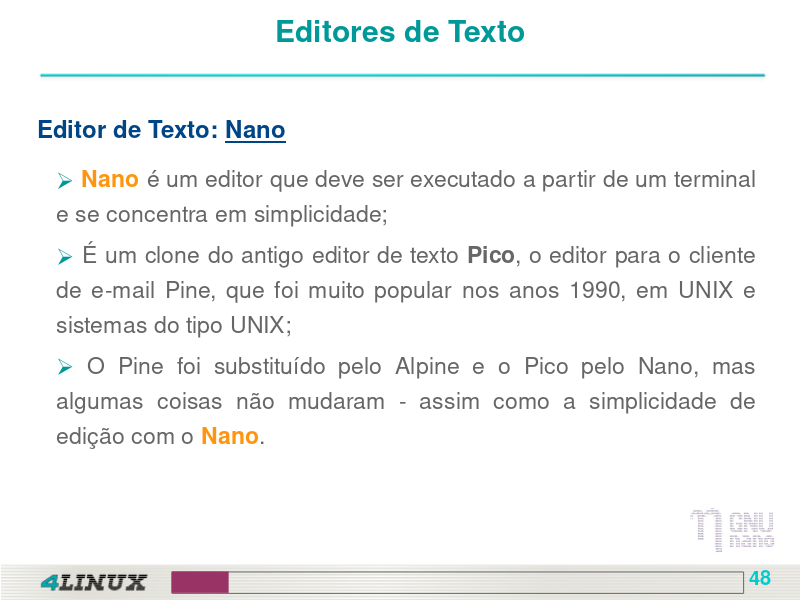 Editores de Texto
Editor de Texto: Nano
➢ Nano é um editor que deve ser executado a partir de um terminal
e se concentra em simplicidade;
➢ É um clone do antigo editor de texto Pico, o editor para o cliente
de e-mail Pine, que foi muito popular nos anos 1990, em UNIX e
sistemas do tipo UNIX;
➢ O Pine foi substituído pelo Alpine e o Pico pelo Nano, mas
algumas coisas não mudaram - assim como a simplicidade de
edição com o Nano.
GNU
nano
4LINUX
48